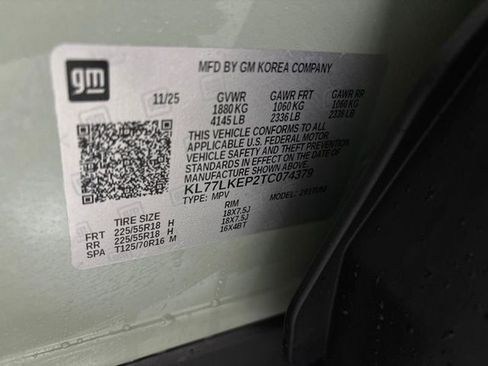 gm
MFD BY GM KOREA COMPANY
11/25 GVWR GAWR FRT GAWR RR
1880 KG 1060 KG 1060 KG
4145 LB 2336 LB 2336 LB
THIS VEHICLE CONFORMS TO ALL
APPLICABLE U.S. FEDERAL MOTOR
VEHICLE SAFETY AND THEFT PREVENTION
STANDARDS IN EFFECT ON THE DATE OF
MANUFACTURE SHOWN ABOVE.
KL77LKEP2TC074379
TYPE: MPV MODEL:
TIRE SIZE RIM
FRT 225/55R18 H 18X7.5J
RR 225/55R18 H 18X7.5J
SPA T125/70R16 M 16X4BT